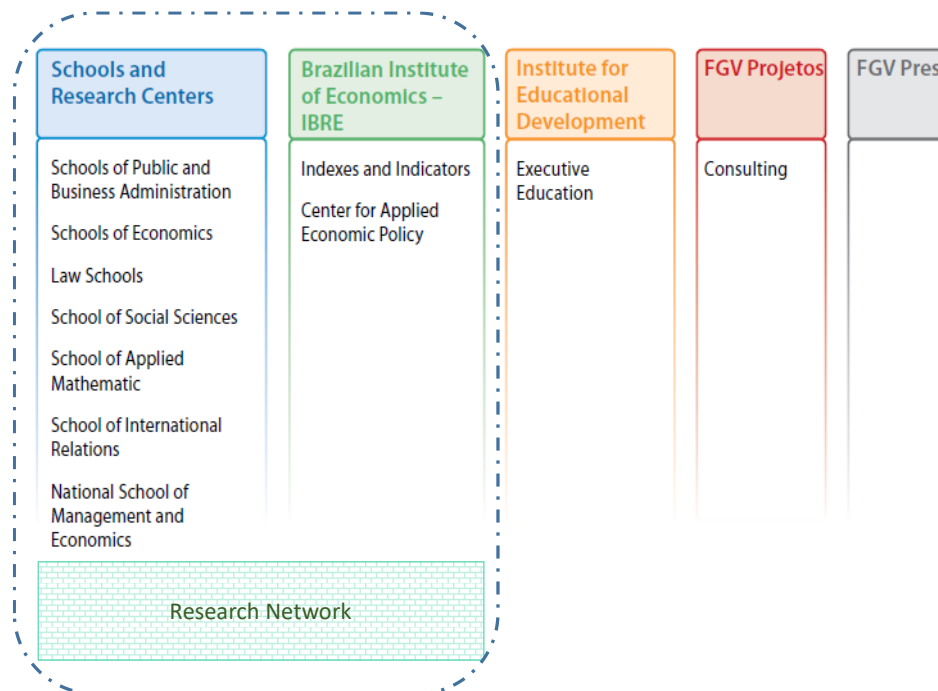 Schools and
Research Centers
Schools of Public and
Business Administration
Schools of Economics
Law Schools
School of Social Sciences
School of Applied
Mathematic
School of International
Relations
National School of
Management and
Economics
Brazilian Institute
of Economics –
IBRE
Indexes and Indicators
Center for Applied
Economic Policy
Institute for
Educational
Development
Executive
Education
FGV Projetos
Consulting
FGV Pres
Research Network